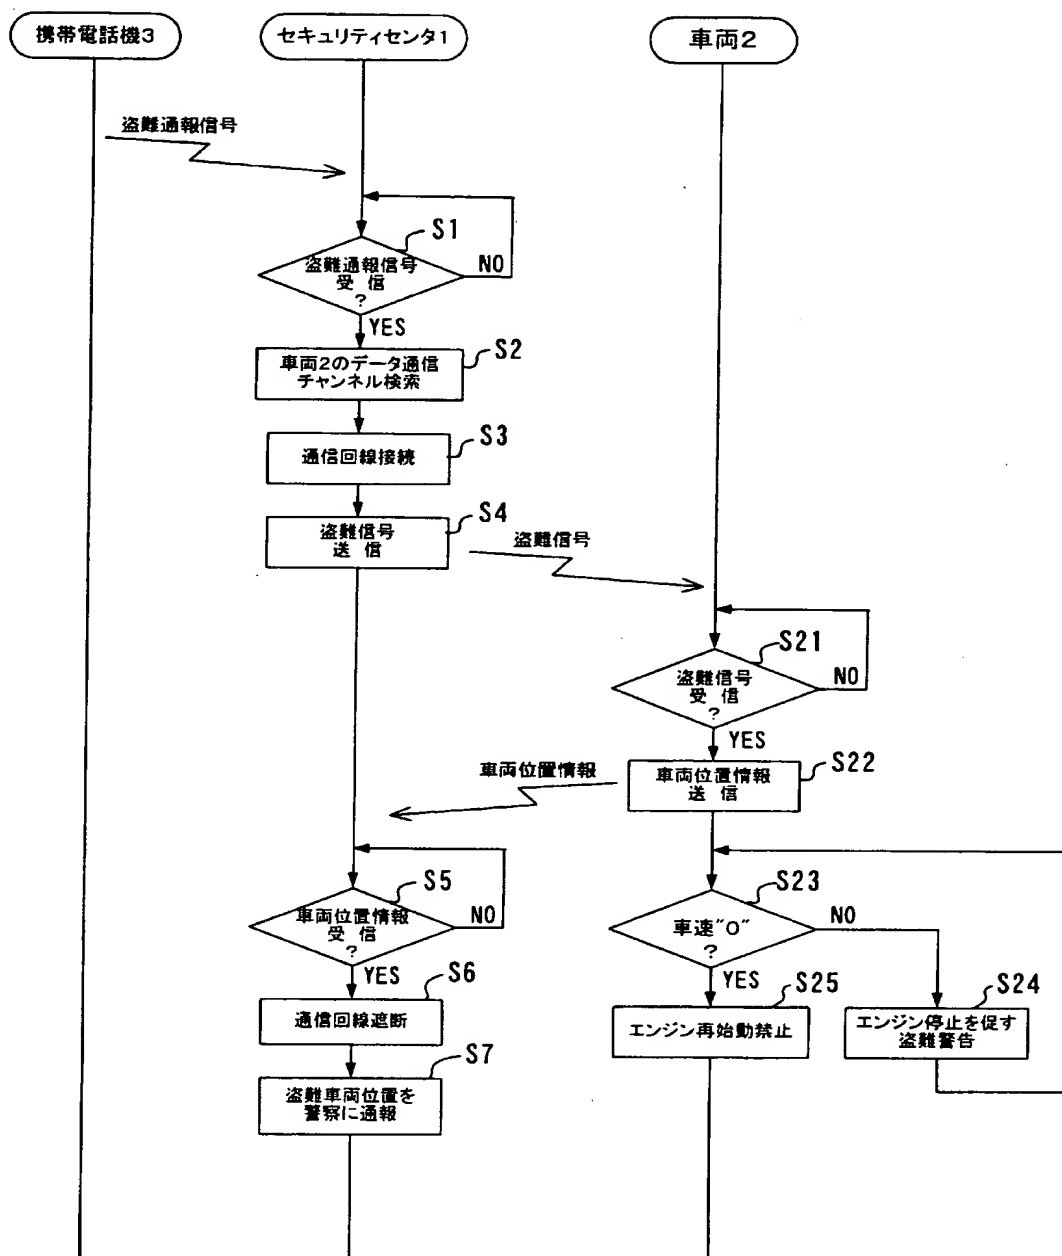 携帯電話機3
セキュリティセンタ1
車両2
盗難通報信号
S1
盗難通報信号
受信
?
NO
YES
S2
車両2のデータ通信
チャンネル検索
S3
通信回線接続
S4
盗難信号
送信
盗難信号
S21
盗難信号
受信
?
NO
YES
S22
車両位置情報
送信
車両位置情報
S5
車両位置情報
受信
?
NO
YES
S23
車速"0"
?
NO
YES
S6
通信回線遮断
S25
エンジン再始動禁止
S24
エンジン停止を促す
盗難警告
S7
盗難車両位置を
警察に通報